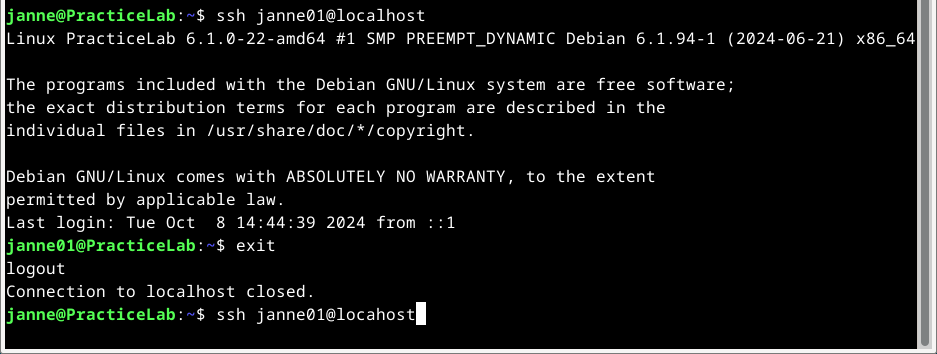 janne@PracticeLab:~$ ssh janne01@localhost
Linux PracticeLab 6.1.0-22-amd64 #1 SMP PREEMPT_DYNAMIC Debian 6.1.94-1 (2024-06-21) x86_64

The programs included with the Debian GNU/Linux system are free software;
the exact distribution terms for each program are described in the
individual files in /usr/share/doc/*/copyright.

Debian GNU/Linux comes with ABSOLUTELY NO WARRANTY, to the extent
permitted by applicable law.
Last login: Tue Oct  8 14:44:39 2024 from ::1
janne01@PracticeLab:~$ exit
logout
Connection to localhost closed.
janne@PracticeLab:~$ ssh janne01@locahost